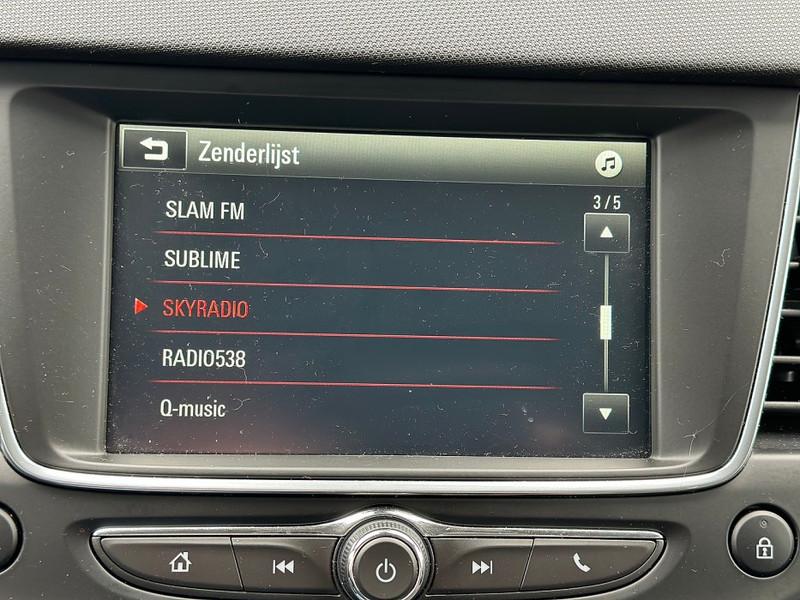 Zenderlijst
3/5
SLAM FM
SUBLIME
SKYRADIO
RADIO538
Q-music